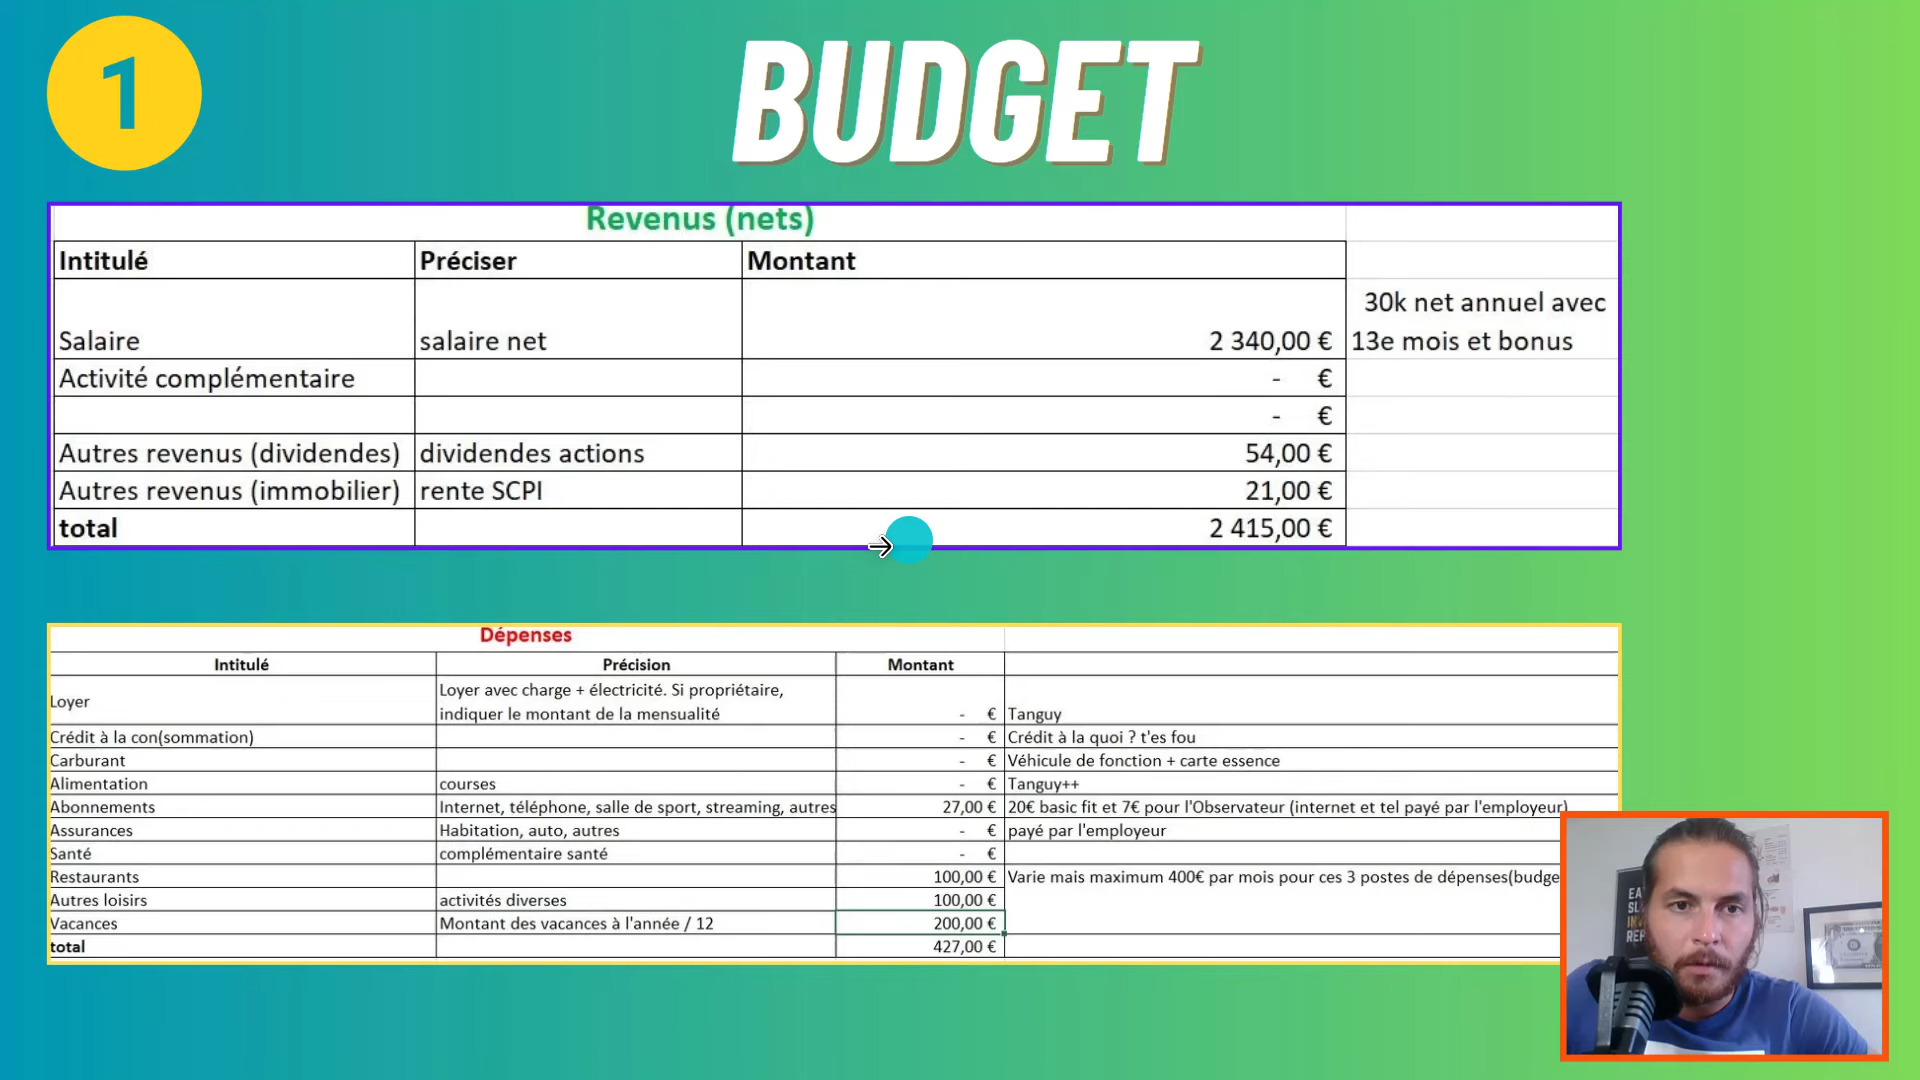 1
BUDGET
Revenus (nets)
Intitulé Préciser Montant
30k net annuel avec
Salaire salaire net 2 340,00 € 13e mois et bonus
Activité complémentaire - €
- €
Autres revenus (dividendes) dividendes actions 54,00 €
Autres revenus (immobilier) rente SCPI 21,00 €
total 2 415,00 €
Dépenses
Intitulé Précision Montant
Loyer avec charge + électricité. Si propriétaire,
Loyer indiquer le montant de la mensualité - € Tanguy
Crédit à la con(sommation) - € Crédit à la quoi ? t'es fou
Carburant - € Véhicule de fonction + carte essence
Alimentation courses - € Tanguy++
Abonnements Internet, téléphone, salle de sport, streaming, autres 27,00 € 20€ basic fit et 7€ pour l'Observateur (internet et tel payé par l'employeur)
Assurances Habitation, auto, autres - € payé par l'employeur
Santé complémentaire santé - €
Restaurants 100,00 € Varie mais maximum 400€ par mois pour ces 3 postes de dépenses(budge
Autres loisirs activités diverses 100,00 €
Vacances Montant des vacances à l'année / 12 200,00 €
total 427,00 €